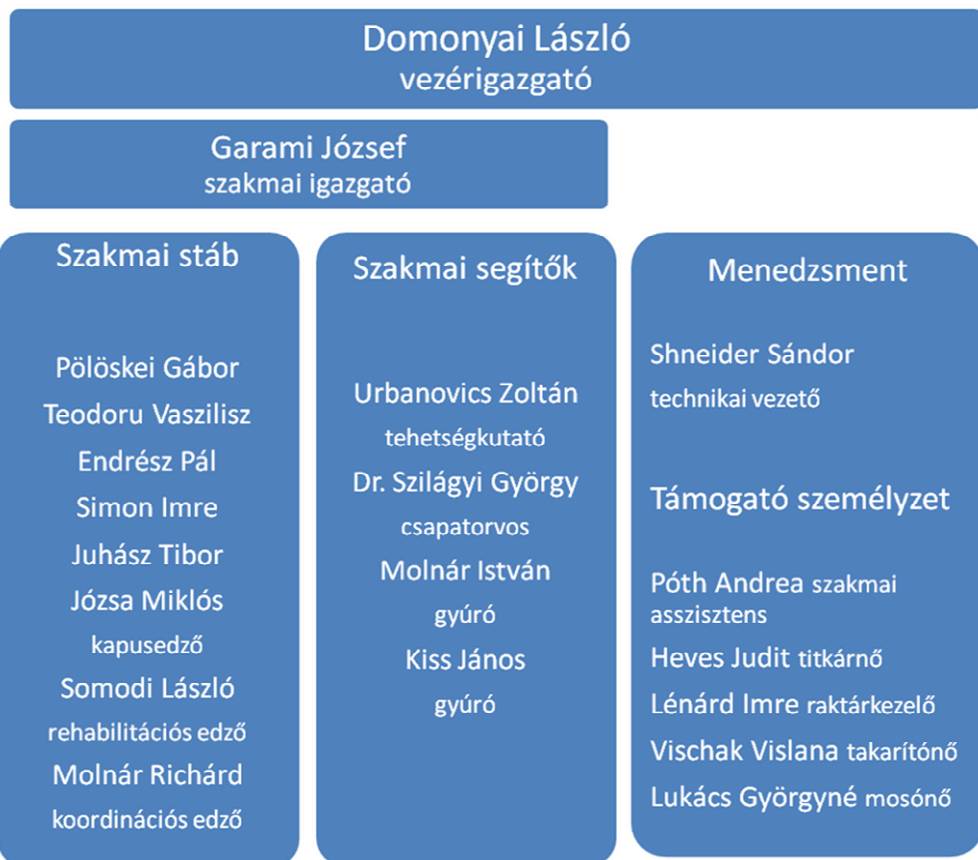 Domonyai László
vezérigazgató
Garami József
szakmai igazgató
Szakmai stáb
Pölöskei Gábor
Teodoru Vaszilisz
Endrész Pál
Simon Imre
Juhász Tibor
Józsa Miklós
kapusedző
Somodi László
rehabilitációs edző
Molnár Richárd
koordinációs edző
Szakmai segítők
Urbanovics Zoltán
tehetségkutató
Dr. Szilágyi György
csapatorvos
Molnár István
gyúró
Kiss János
gyúró
Menedzsment
Shneider Sándor
technikai vezető
Támogató személyzet
Póth Andrea szakmai
asszisztens
Heves Judit titkárnő
Lénárd Imre raktárkezelő
Vischak Vislana takarítónő
Lukács Györgyné mosónő